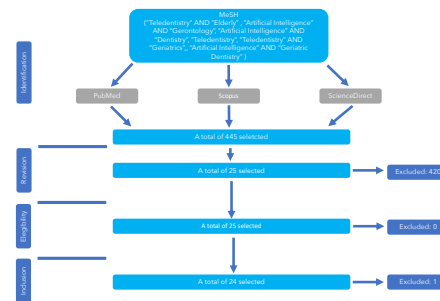 MeSH
("Teledentistry" AND "Elderly" , "Artificial Intelligence"
AND "Gerontology", "Artificial Intelligence" AND
"Dentistry", "Teledentistry", "Teledentistry" AND
"Geriatrics",, "Artificial Intelligence" AND "Geriatric
Dentistry" )
Identification
PubMed
Scopus
ScienceDirect
A total of 445 seletcted
Revision
A total of 25 selected
Excluded: 420
Elegibility
A total of 25 selected
Excluded: 0
Inclusion
A total of 24 selected
Excluded: 1